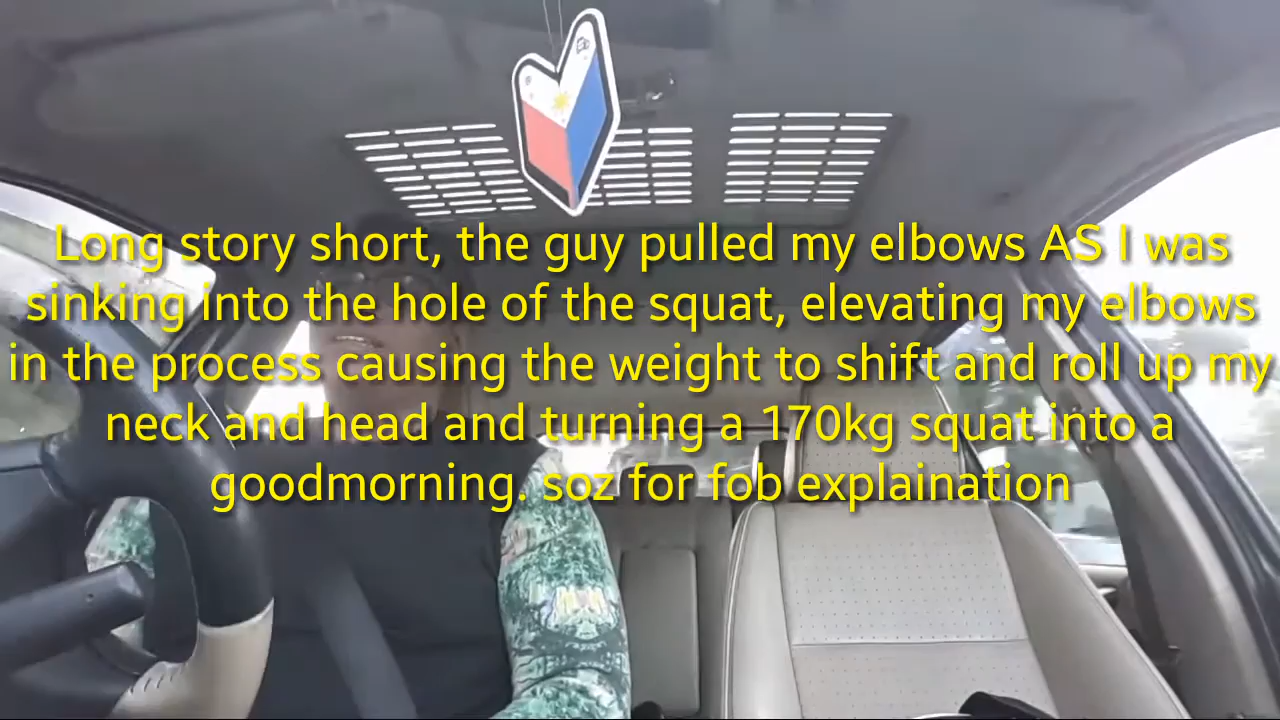 Long story short, the guy pulled my elbows AS I was
sinking into the hole of the squat, elevating my elbows
in the process causing the weight to shift and roll up my
neck and head and turning a 170kg squat into a
goodmorning. soz for fob explaination